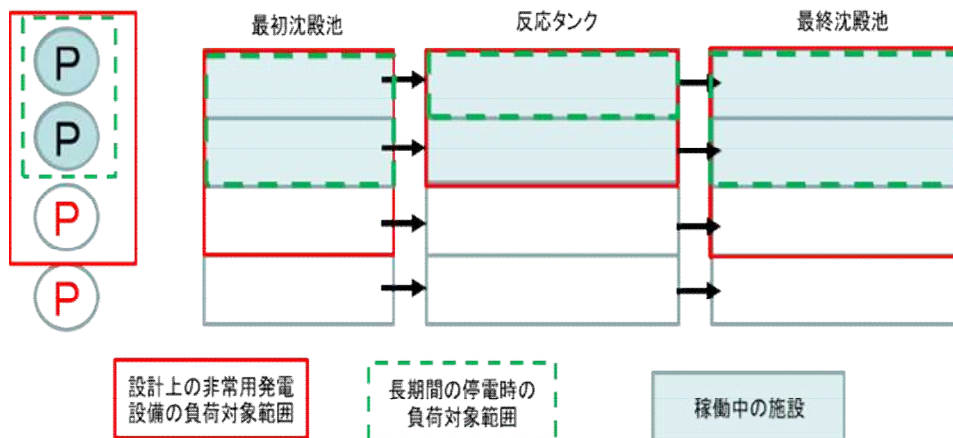 最初沈殿池
反応タンク
最終沈殿池
P
P
P
P
設計上の非常用発電
設備の負荷対象範囲
長期間の停電時の
負荷対象範囲
稼働中の施設